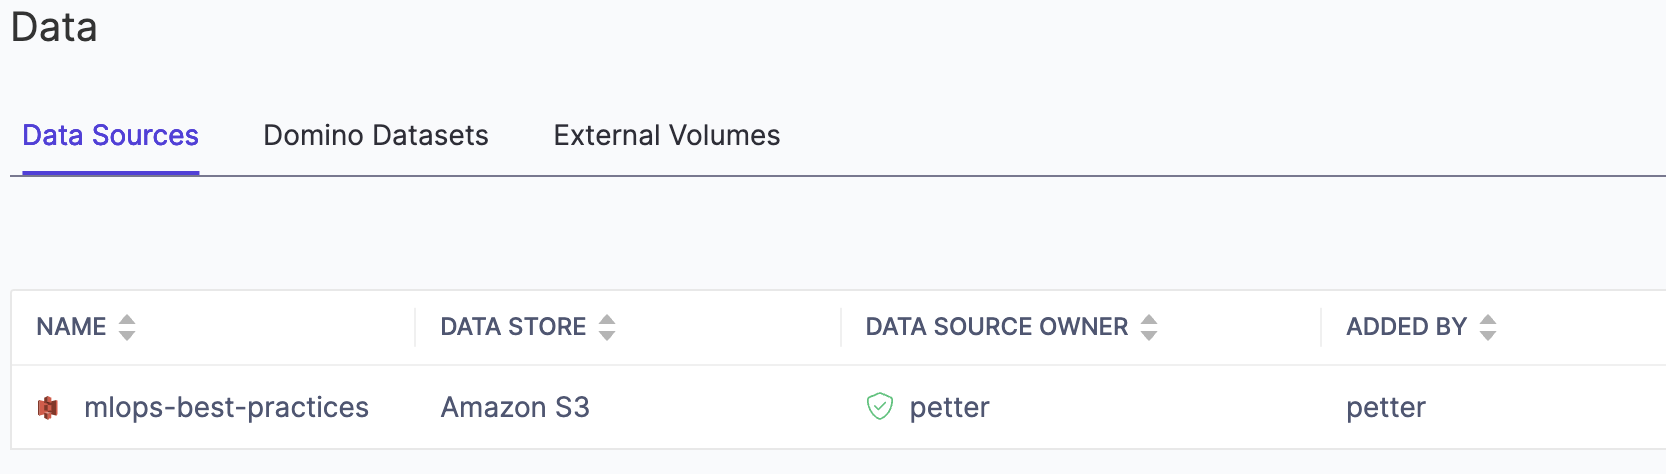 Data
Data Sources Domino Datasets External Volumes
NAME DATA STORE DATA SOURCE OWNER ADDED BY
mlops-best-practices Amazon S3 petter petter